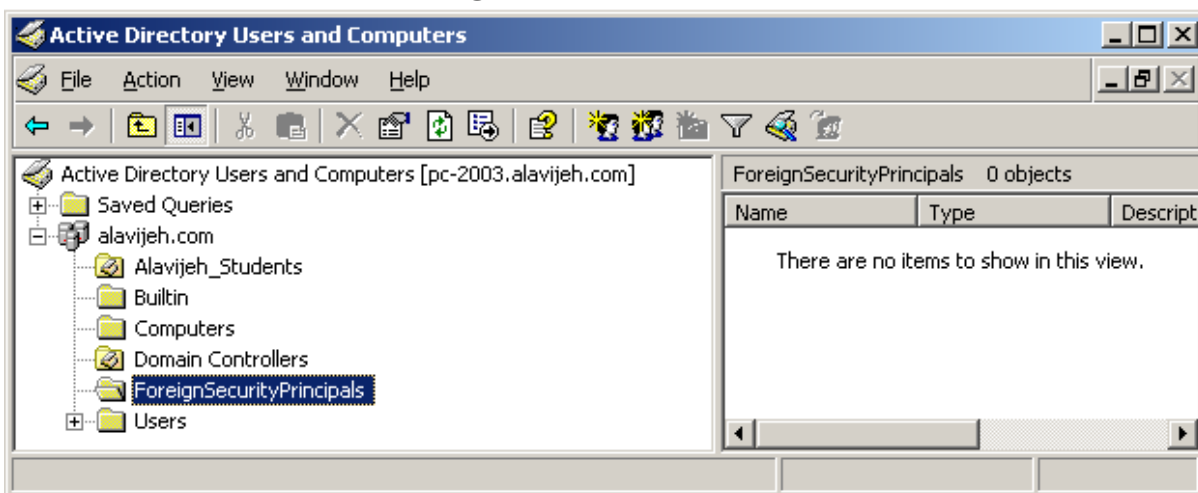 Active Directory Users and Computers
File Action View Window Help
Active Directory Users and Computers [pc-2003.alavijeh.com]
Saved Queries
alavijeh.com
Alavijeh_Students
Builtin
Computers
Domain Controllers
ForeignSecurityPrincipals
Users
ForeignSecurityPrincipals 0 objects
Name Type Descript
There are no items to show in this view.